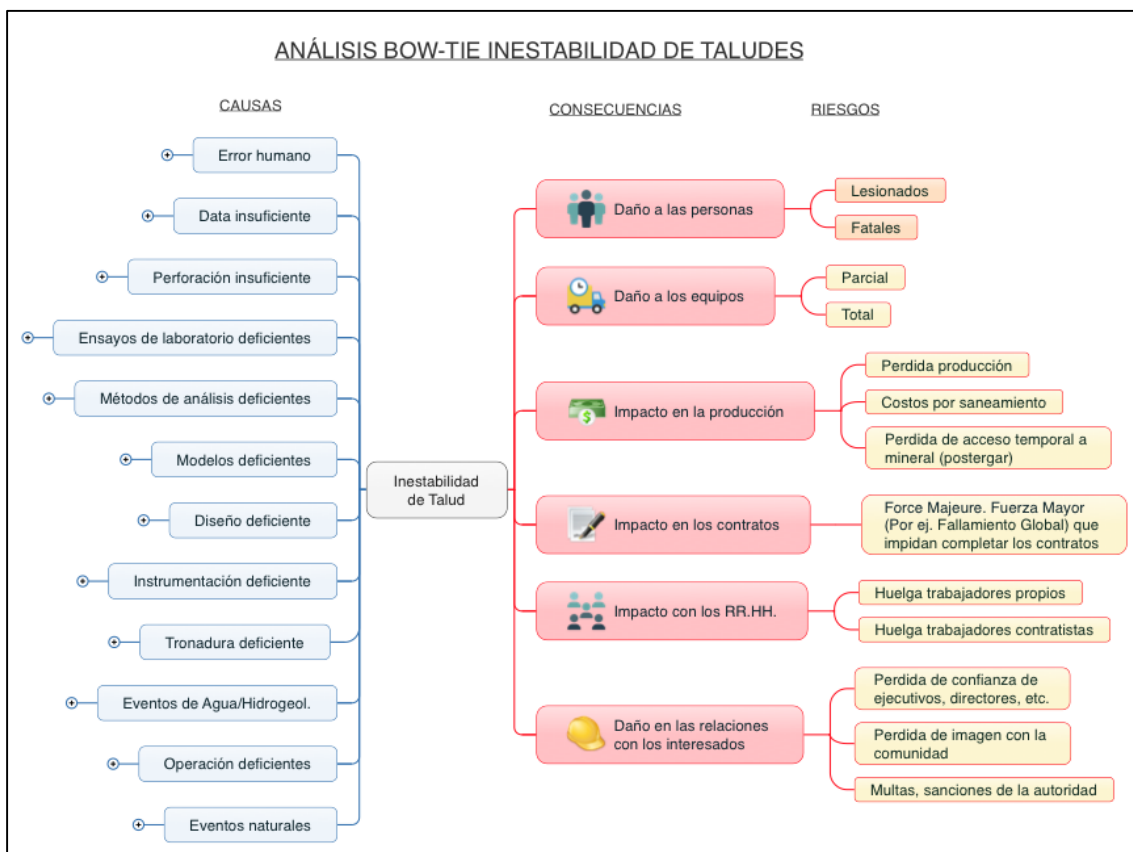 ANÁLISIS BOW-TIE INESTABILIDAD DE TALUDES
CAUSAS
CONSECUENCIAS
RIESGOS
Error humano
Data insuficiente
Perforación insuficiente
Ensayos de laboratorio deficientes
Métodos de análisis deficientes
Modelos deficientes
Diseño deficiente
Instrumentación deficiente
Tronadura deficiente
Eventos de Agua/Hidrogeol.
Operación deficientes
Eventos naturales
Inestabilidad
de Talud
Daño a las personas
Lesionados
Fatales
Daño a los equipos
Parcial
Total
Impacto en la producción
Perdida producción
Costos por saneamiento
Perdida de acceso temporal a
mineral (postergar)
Impacto en los contratos
Force Majeure. Fuerza Mayor
(Por ej. Fallamiento Global) que
impidan completar los contratos
Impacto con los RR.HH.
Huelga trabajadores propios
Huelga trabajadores contratistas
Daño en las relaciones
con los interesados
Perdida de confianza de
ejecutivos, directores, etc.
Perdida de imagen con la
comunidad
Multas, sanciones de la autoridad